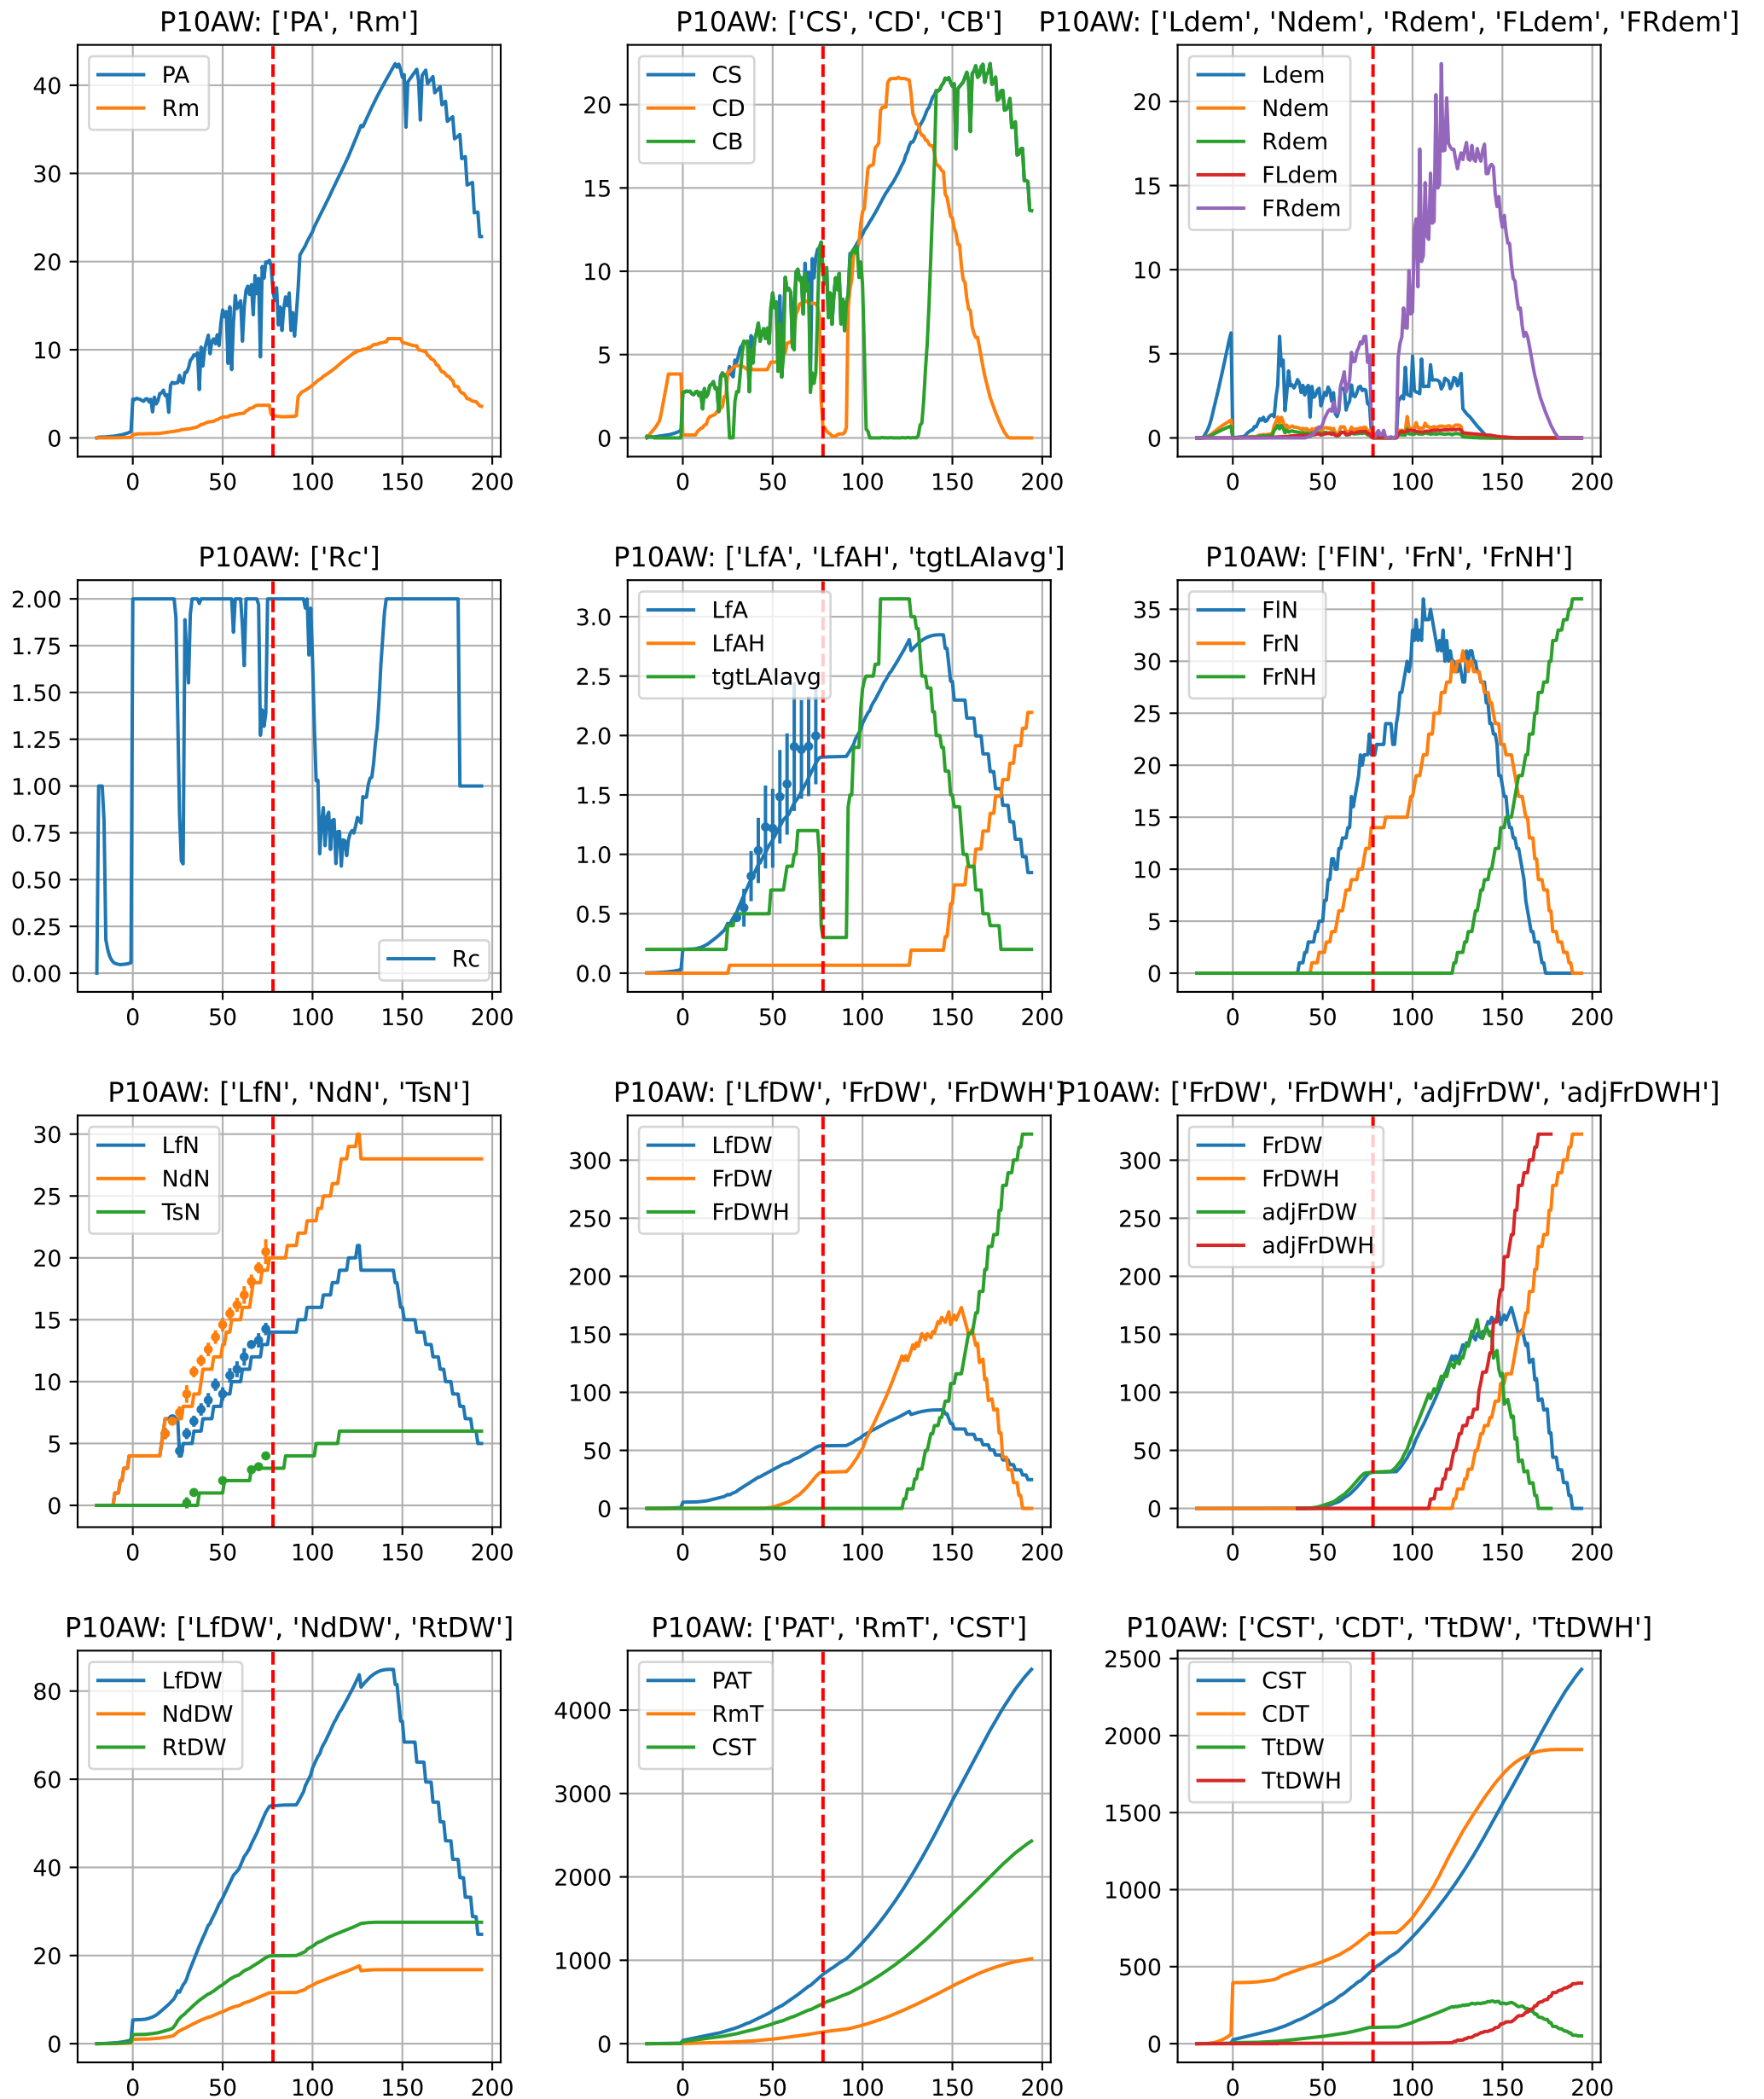 P10AW: ['PA', 'Rm']
PA
Rm
40
30
20
10
0
0 50 100 150 200
P10AW: ['CS', 'CD', 'CB']
CS
CD
CB
20
15
10
5
0
0 50 100 150 200
P10AW: ['Ldem', 'Ndem', 'Rdem', 'FLdem', 'FRdem']
Ldem
Ndem
Rdem
FLdem
FRdem
20
15
10
5
0
0 50 100 150 200
P10AW: ['Rc']
2.00
1.75
1.50
1.25
1.00
0.75
0.50
0.25
0.00
Rc
0 50 100 150 200
P10AW: ['LfA', 'LfAH', 'tgtLAIavg']
LfA
LfAH
tgtLAIavg
3.0
2.5
2.0
1.5
1.0
0.5
0.0
0 50 100 150 200
P10AW: ['FlN', 'FrN', 'FrNH']
FlN
FrN
FrNH
35
30
25
20
15
10
5
0
0 50 100 150 200
P10AW: ['LfN', 'NdN', 'TsN']
LfN
NdN
TsN
30
25
20
15
10
5
0
0 50 100 150 200
P10AW: ['LfDW', 'FrDW', 'FrDWH']
LfDW
FrDW
FrDWH
300
250
200
150
100
50
0
0 50 100 150 200
P10AW: ['FrDW', 'FrDWH', 'adjFrDW', 'adjFrDWH']
FrDW
FrDWH
adjFrDW
adjFrDWH
300
250
200
150
100
50
0
0 50 100 150 200
P10AW: ['LfDW', 'NdDW', 'RtDW']
LfDW
NdDW
RtDW
80
60
40
20
0
0 50 100 150 200
P10AW: ['PAT', 'RmT', 'CST']
PAT
RmT
CST
4000
3000
2000
1000
0
0 50 100 150 200
P10AW: ['CST', 'CDT', 'TtDW', 'TtDWH']
CST
CDT
TtDW
TtDWH
2500
2000
1500
1000
500
0
0 50 100 150 200